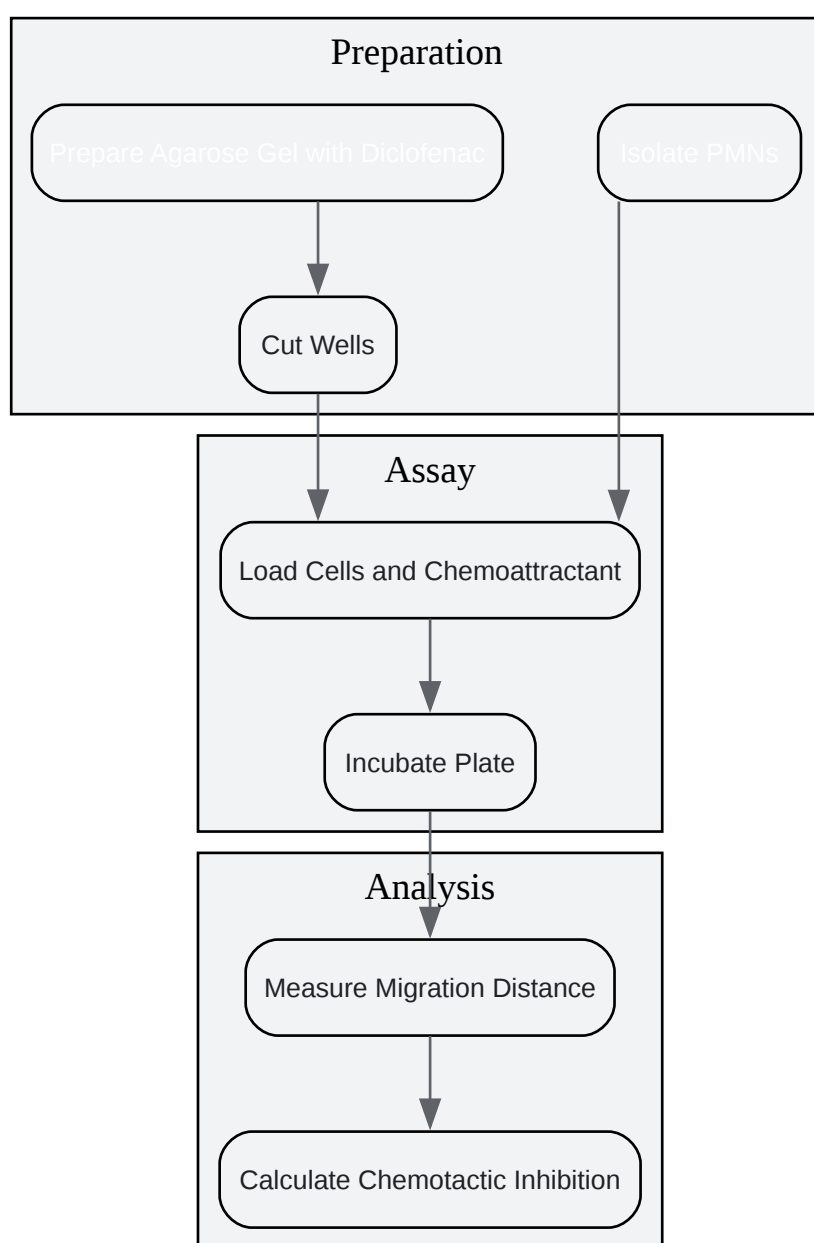 Preparation
Prepare Agarose Gel with Diclofenac
Isolate PMNs
Cut Wells
Assay
Load Cells and Chemoattractant
Incubate Plate
Analysis
Measure Migration Distance
Calculate Chemotactic Inhibition